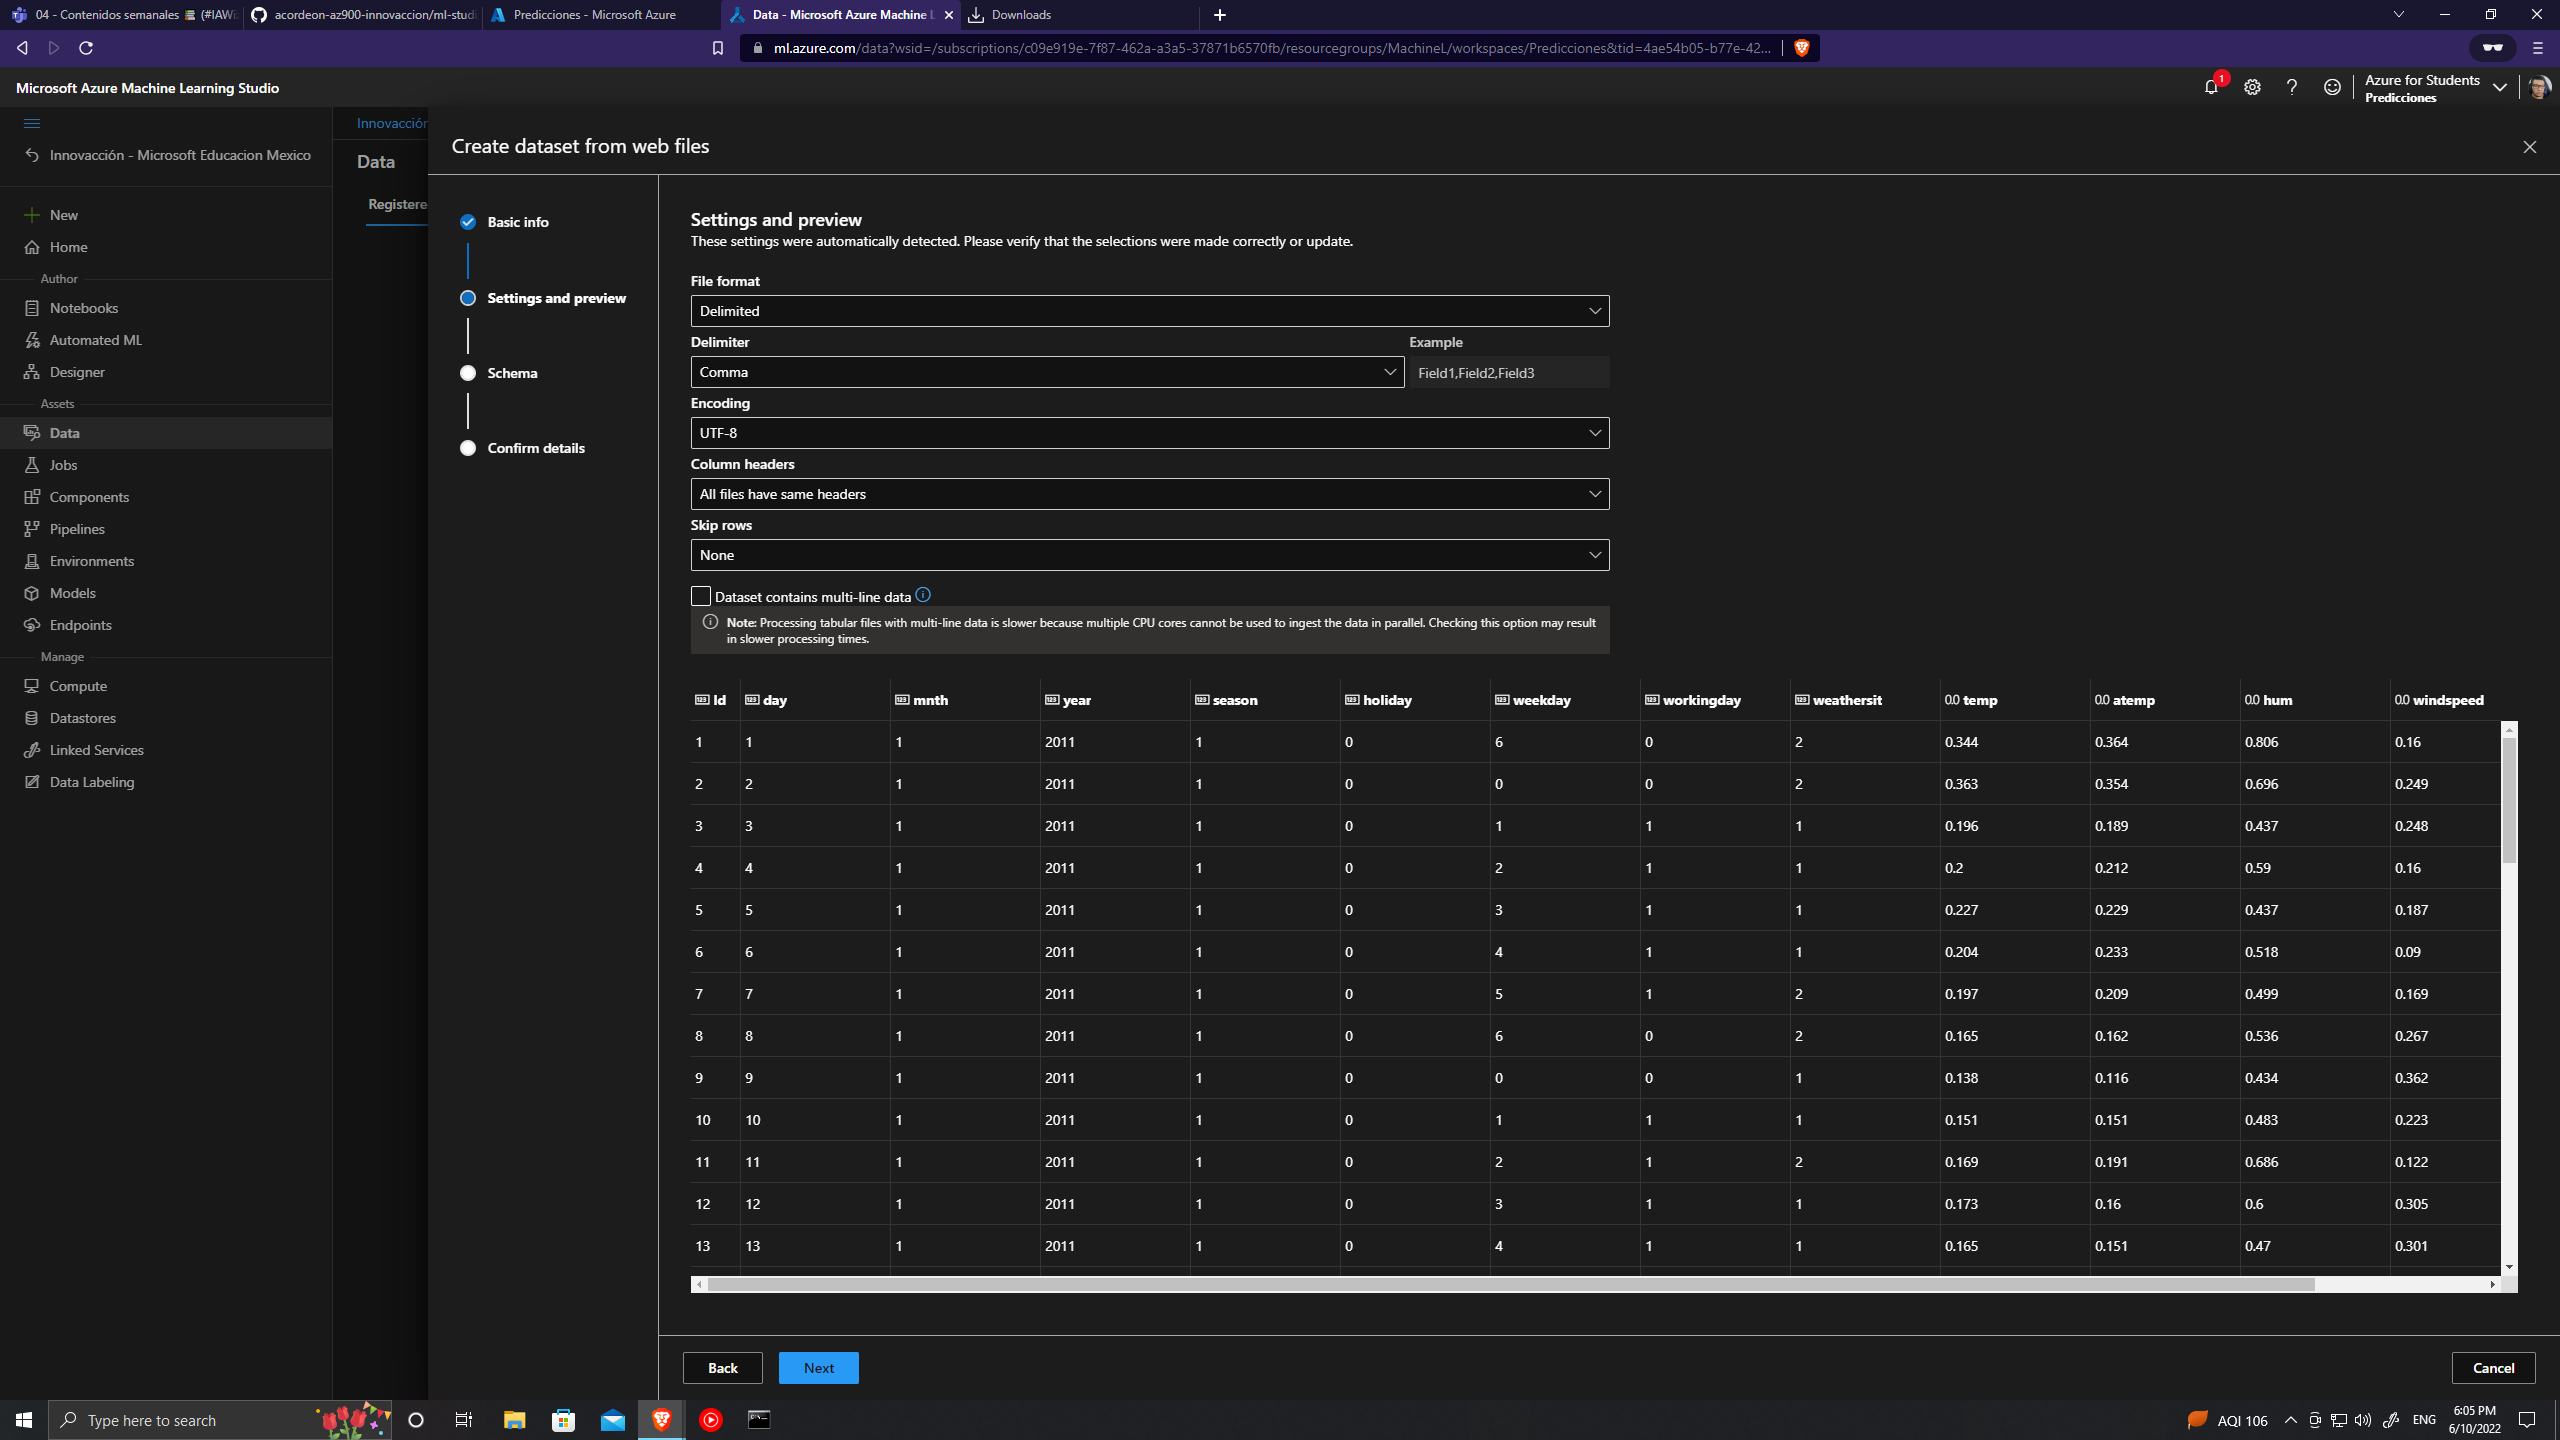 04 - Contenidos semanales
acordeon-az900-innovaccion/ml-studi
Predicciones - Microsoft Azure
Data - Microsoft Azure Machine L
Downloads
ml.azure.com/data?wsid=/subscriptions/c09e919e-7f87-462a-a3a5-37871b6570fb/resourcegroups/MachineL/workspaces/Predicciones&tid=4ae54b05-b77e-42...
Microsoft Azure Machine Learning Studio
1
Azure for Students
Predicciones
Innovacción - Microsoft Educacion Mexico
New
Home
Author
Notebooks
Automated ML
Designer
Assets
Data
Jobs
Components
Pipelines
Environments
Models
Endpoints
Manage
Compute
Datastores
Linked Services
Data Labeling
Innovacción
Data
Registere
Create dataset from web files
Basic info
Settings and preview
Schema
Confirm details
Settings and preview
These settings were automatically detected. Please verify that the selections were made correctly or update.
File format
Delimited
Delimiter Example
Comma Field1,Field2,Field3
Encoding
UTF-8
Column headers
All files have same headers
Skip rows
None
Dataset contains multi-line data
Note: Processing tabular files with multi-line data is slower because multiple CPU cores cannot be used to ingest the data in parallel. Checking this option may result
in slower processing times.
123 Id 123 day 123 mnth 123 year 123 season 123 holiday 123 weekday 123 workingday 123 weathersit 0.0 temp 0.0 atemp 0.0 hum 0.0 windspeed
1 1 1 2011 1 0 6 0 2 0.344 0.364 0.806 0.16
2 2 1 2011 1 0 0 0 2 0.363 0.354 0.696 0.249
3 3 1 2011 1 0 1 1 1 0.196 0.189 0.437 0.248
4 4 1 2011 1 0 2 1 1 0.2 0.212 0.59 0.16
5 5 1 2011 1 0 3 1 1 0.227 0.229 0.437 0.187
6 6 1 2011 1 0 4 1 1 0.204 0.233 0.518 0.09
7 7 1 2011 1 0 5 1 2 0.197 0.209 0.499 0.169
8 8 1 2011 1 0 6 0 2 0.165 0.162 0.536 0.267
9 9 1 2011 1 0 0 0 1 0.138 0.116 0.434 0.362
10 10 1 2011 1 0 1 1 1 0.151 0.151 0.483 0.223
11 11 1 2011 1 0 2 1 2 0.169 0.191 0.686 0.122
12 12 1 2011 1 0 3 1 1 0.173 0.16 0.6 0.305
13 13 1 2011 1 0 4 1 1 0.165 0.151 0.47 0.301
Back Next Cancel
Type here to search
AQI 106
ENG
6:05 PM
6/10/2022